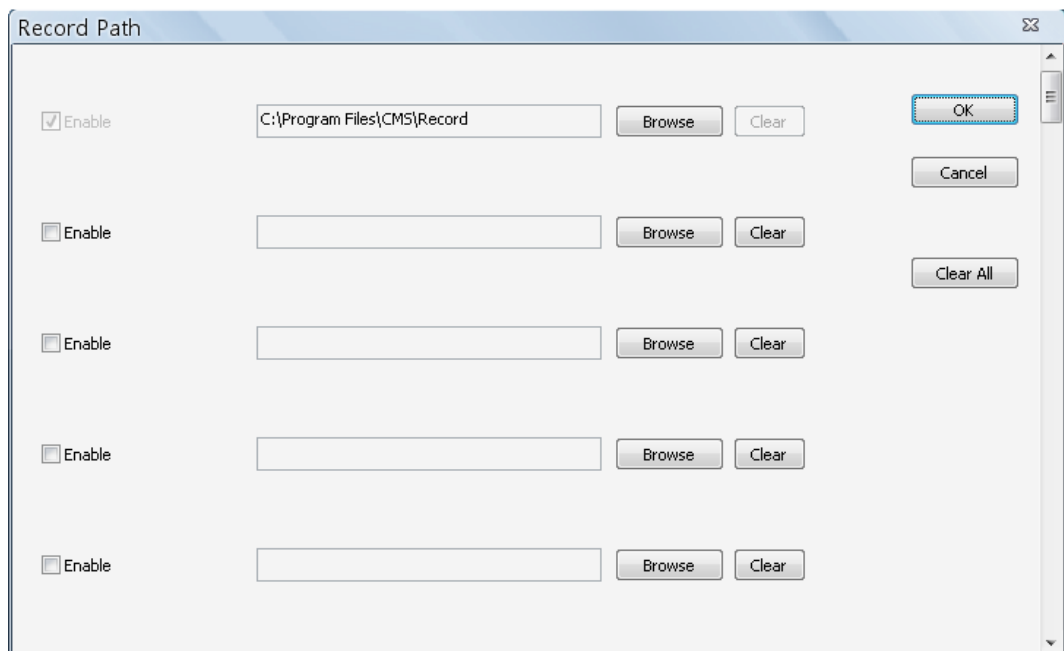 Record Path
Enable C:\Program Files\CMS\Record Browse Clear OK
Cancel
Enable Browse Clear
Clear All
Enable Browse Clear
Enable Browse Clear
Enable Browse Clear